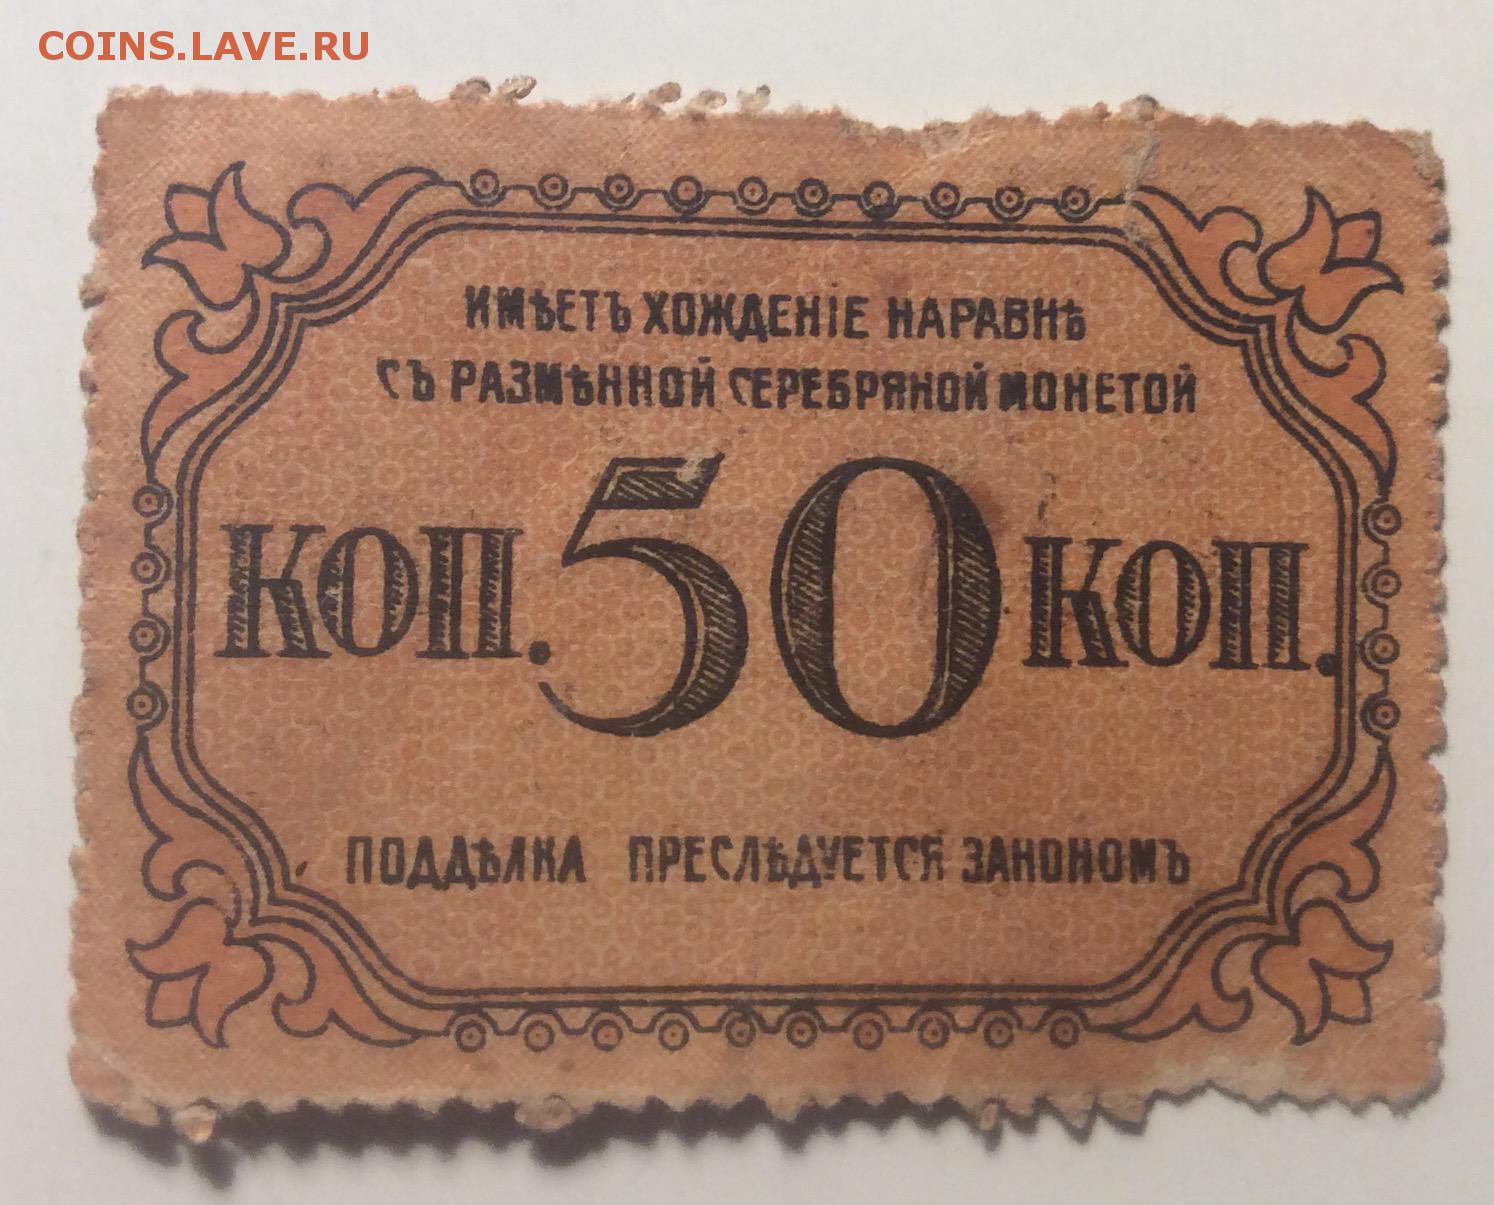 COINS.LAVE.RU
ИМѢЕТЪ ХОЖДЕНІЕ НАРАВНѢ
СЪ РАЗМѢННОЙ СЕРЕБРЯНОЙ МОНЕТОЙ
КОП. 50 КОП.
ПОДДѢЛКА ПРЕСЛѢДУЕТСЯ ЗАКОНОМЪ